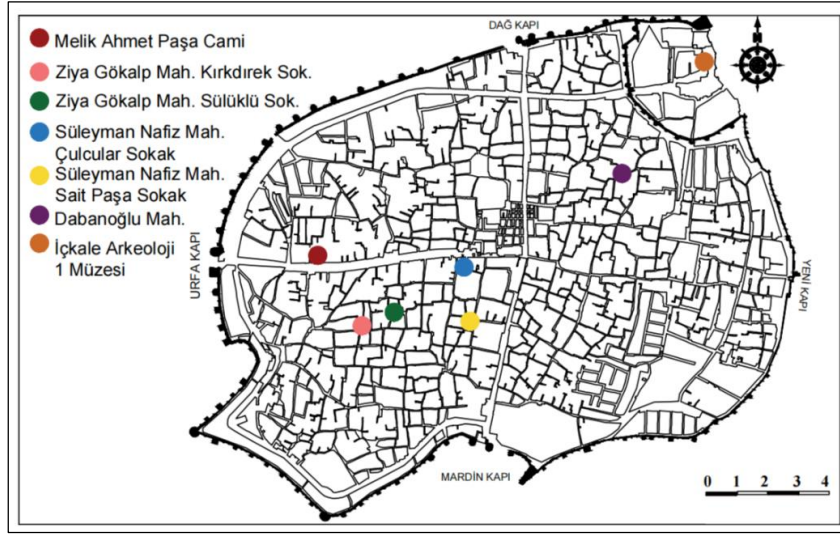 DAĞ KAPI
Melik Ahmet Paşa Cami
Ziya Gökalp Mah. Kırkdırek Sok.
Ziya Gökalp Mah. Sülüklü Sok.
Süleyman Nafiz Mah.
Çulcular Sokak
Süleyman Nafiz Mah.
Sait Paşa Sokak
Dabanoğlu Mah.
İçkale Arkeoloji
1 Müzesi
URFA KAPI
YENİ KAPI
MARDİN KAPI
0 1 2 3 4